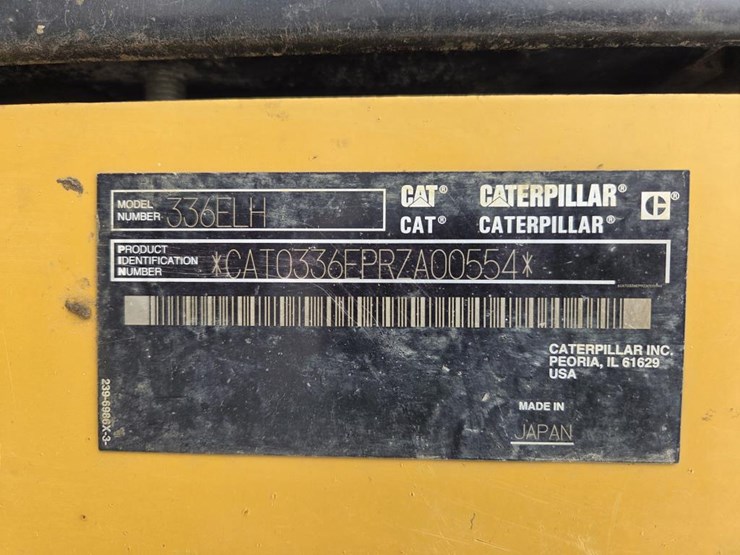 MODEL NUMBER 336ELH
CAT® CATERPILLAR® C®
CAT® CATERPILLAR®
PRODUCT IDENTIFICATION NUMBER *CAT0336EPRZA00554*
CATERPILLAR INC.
PEORIA, IL 61629
USA
MADE IN
JAPAN
239-6986X-3-